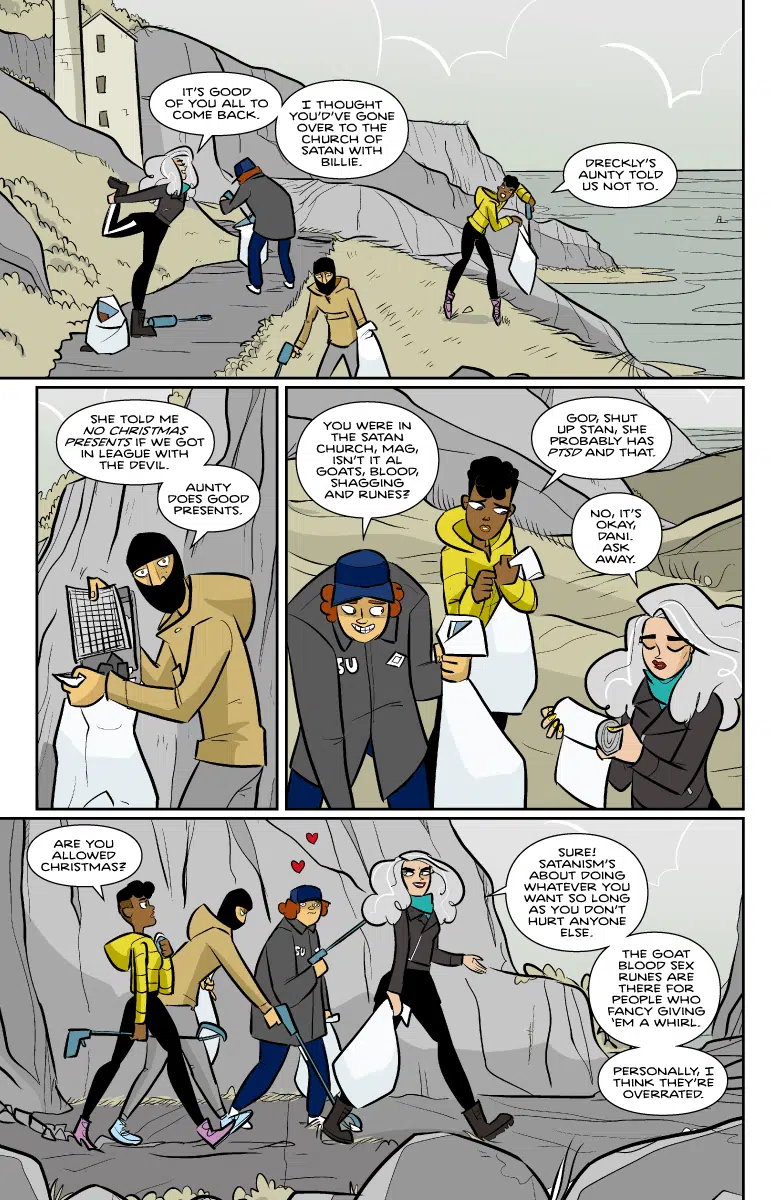 IT'S GOOD
OF YOU ALL TO
COME BACK.
I THOUGHT
YOU'D'VE GONE
OVER TO THE
CHURCH OF
SATAN WITH
BILLIE.
DRECKLY'S
AUNTY TOLD
US NOT TO.
SHE TOLD ME
NO CHRISTMAS
PRESENTS IF WE GOT
IN LEAGUE WITH
THE DEVIL.
AUNTY
DOES GOOD
PRESENTS.
YOU WERE IN
THE SATAN
CHURCH, MAG,
ISN'T IT AL
GOATS, BLOOD,
SHAGGING
AND RUNES?
GOD, SHUT
UP STAN, SHE
PROBABLY HAS
PTSD AND THAT.
NO, IT'S
OKAY,
DANI.
ASK
AWAY.
SU
ARE YOU
ALLOWED
CHRISTMAS?
SURE!
SATANISM'S
ABOUT DOING
WHATEVER YOU
WANT SO LONG
AS YOU DON'T
HURT ANYONE
ELSE.
THE GOAT
BLOOD SEX
RUNES ARE
THERE FOR
PEOPLE WHO
FANCY GIVING
'EM A WHIRL.
PERSONALLY, I
THINK THEY'RE
OVERRATED.
SU